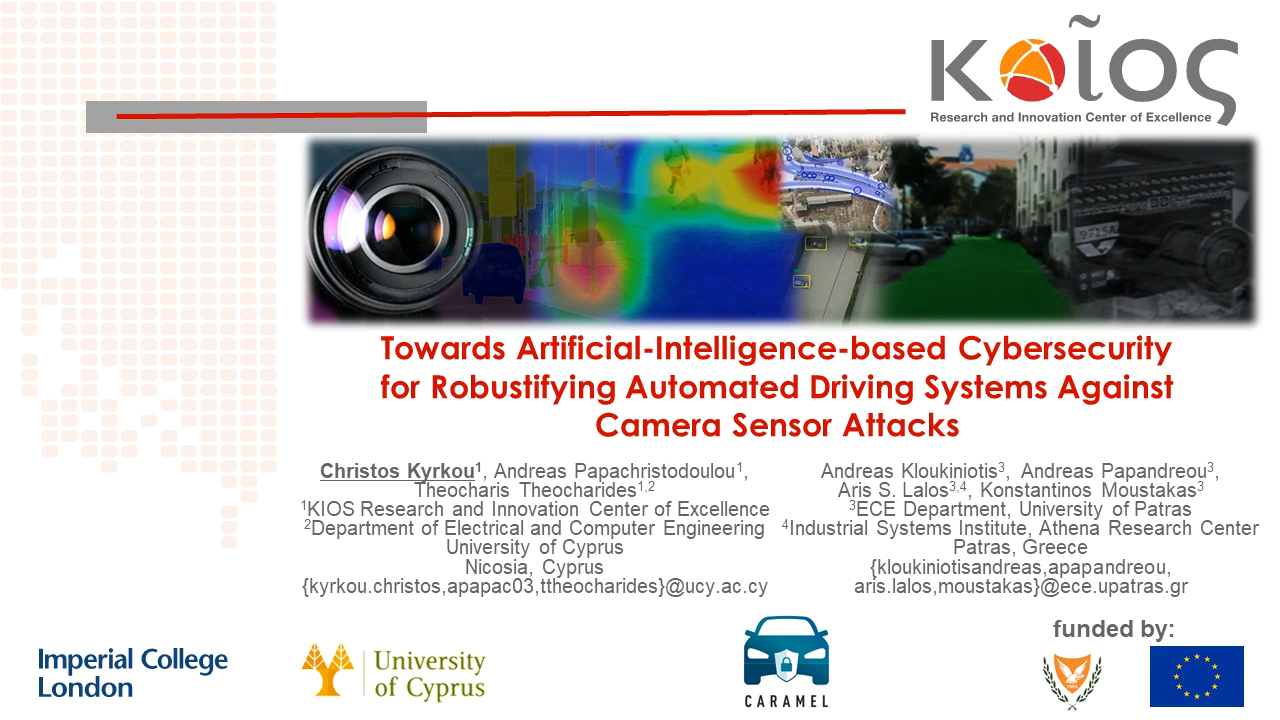 κοῖος
Research and Innovation Center of Excellence
9715A
Towards Artificial-Intelligence-based Cybersecurity
for Robustifying Automated Driving Systems Against
Camera Sensor Attacks
Christos Kyrkou1, Andreas Papachristodoulou1,
Theocharis Theocharides1,2
1KIOS Research and Innovation Center of Excellence
2Department of Electrical and Computer Engineering
University of Cyprus
Nicosia, Cyprus
{kyrkou.christos,apapac03,ttheocharides}@ucy.ac.cy
Andreas Kloukiniotis3, Andreas Papandreou3,
Aris S. Lalos3,4, Konstantinos Moustakas3
3ECE Department, University of Patras
4Industrial Systems Institute, Athena Research Center
Patras, Greece
{kloukiniotisandreas,apapandreou,
aris.lalos,moustakas}@ece.upatras.gr
funded by:
Imperial College
London
University
of Cyprus
CARAMEL
1960